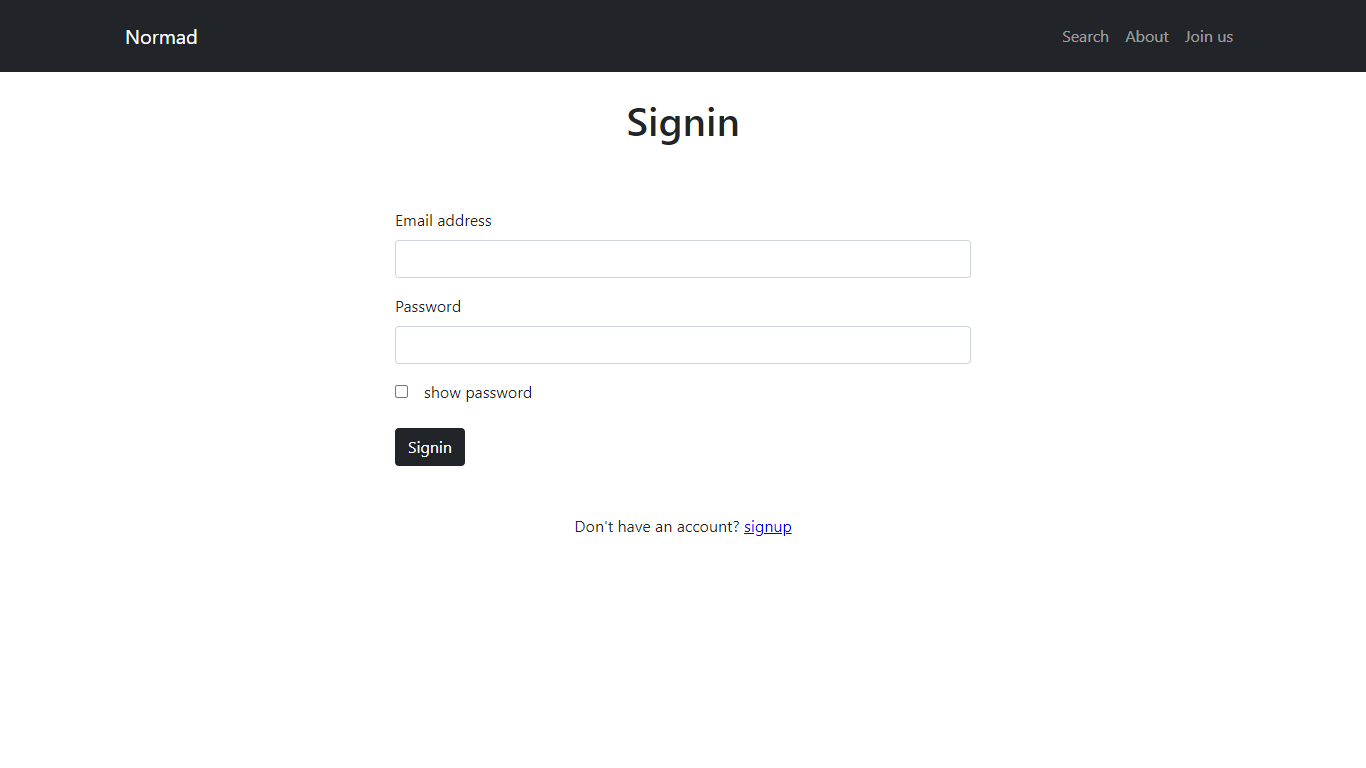 Normad
Search About Join us
Signin
Email address
Password
show password
Signin
Don't have an account? signup